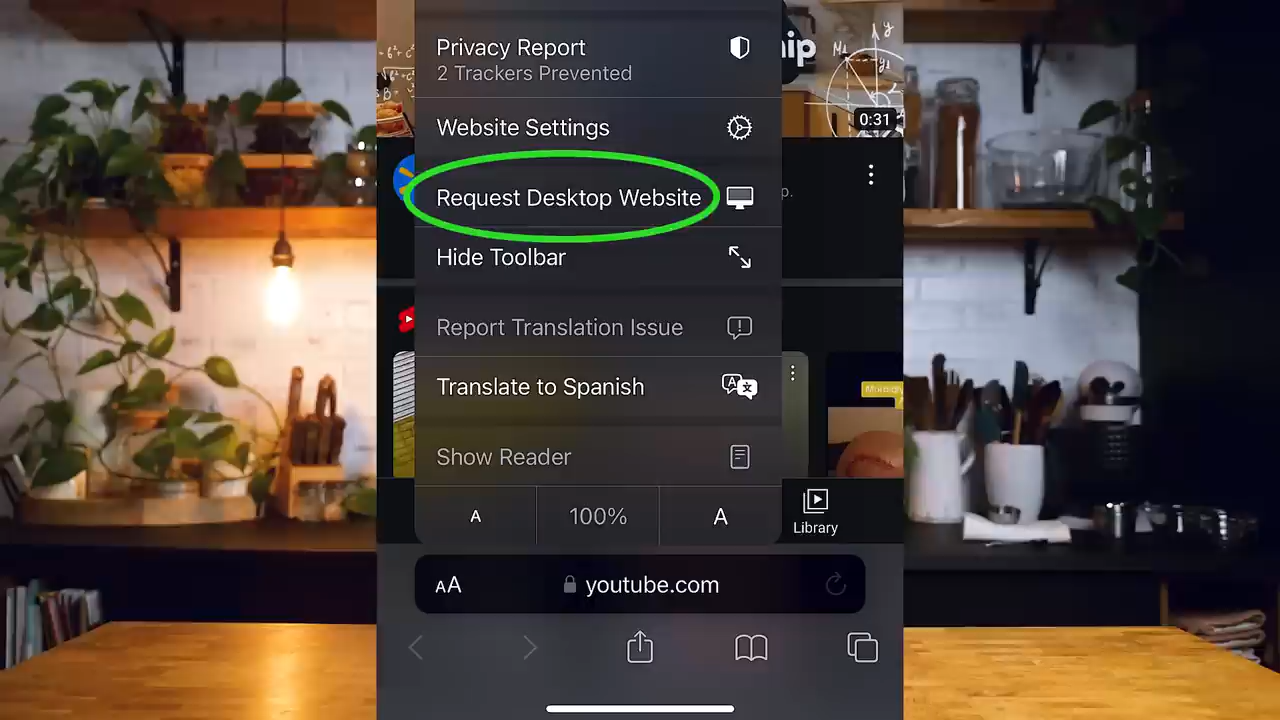 Privacy Report
2 Trackers Prevented
hip
0:31
Website Settings
Request Desktop Website
p.
Hide Toolbar
Report Translation Issue
Translate to Spanish
Show Reader
A 100% A
Library
AA youtube.com